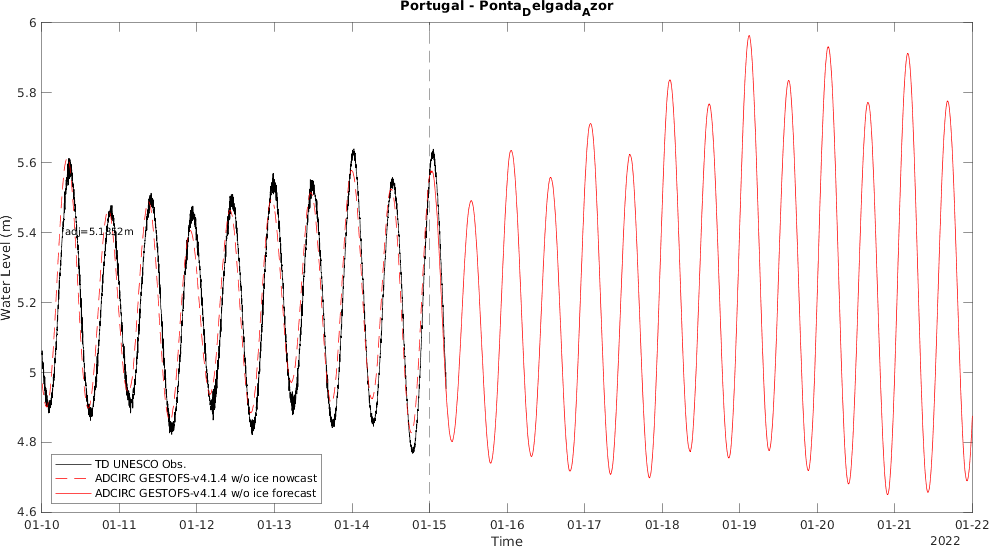 Portugal - PontaDelgadaAzor
6
5.8
5.6
5.4
5.2
5
4.8
4.6
Water Level (m)
adj=5.1852m
TD UNESCO Obs.
ADCIRC GESTOFS-v4.1.4 w/o ice nowcast
ADCIRC GESTOFS-v4.1.4 w/o ice forecast
01-10 01-11 01-12 01-13 01-14 01-15 01-16 01-17 01-18 01-19 01-20 01-21 01-22
Time
2022